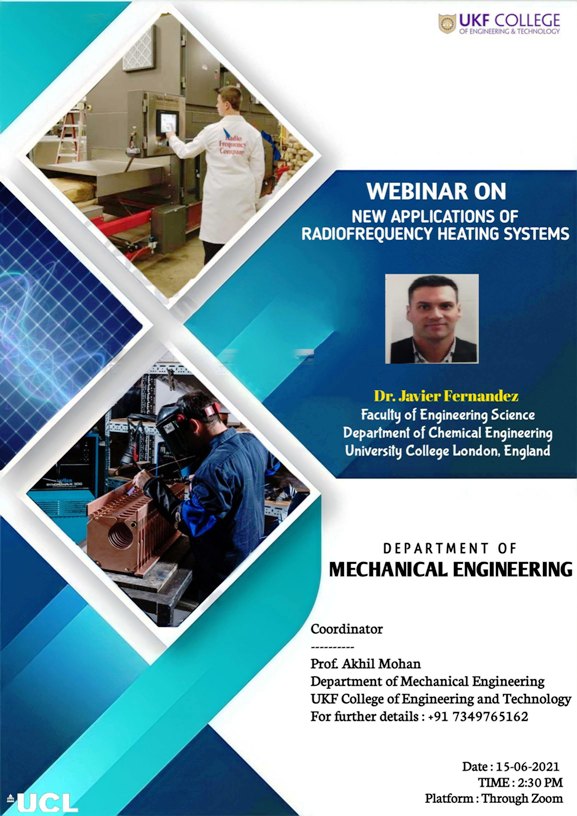 UKF COLLEGE
OF ENGINEERING & TECHNOLOGY
Radio
Frequency
Company
WEBINAR ON
NEW APPLICATIONS OF
RADIOFREQUENCY HEATING SYSTEMS
Dr. Javier Fernandez
Faculty of Engineering Science
Department of Chemical Engineering
University College London, England
DEPARTMENT OF
MECHANICAL ENGINEERING
Coordinator
----------
Prof. Akhil Mohan
Department of Mechanical Engineering
UKF College of Engineering and Technology
For further details : +91 7349765162
Date : 15-06-2021
TIME : 2:30 PM
Platform : Through Zoom
UCL